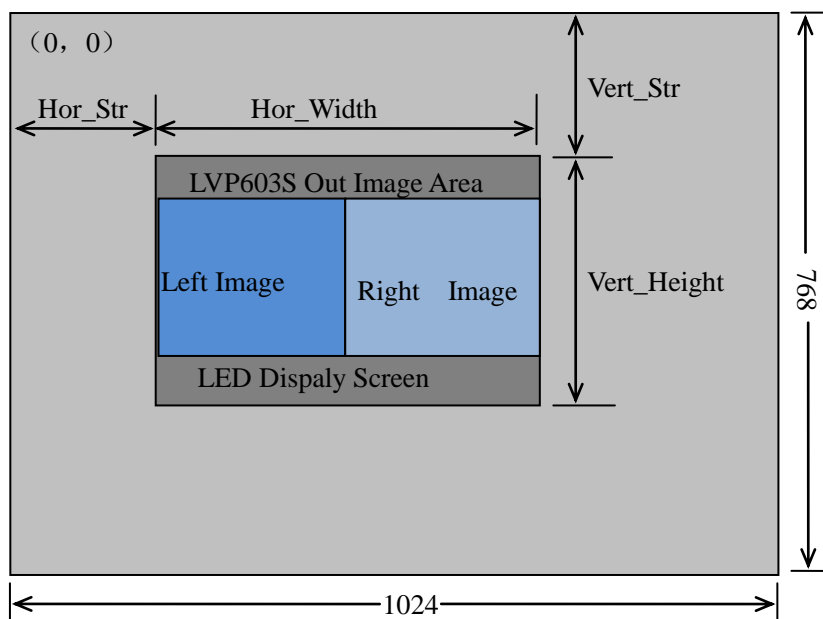 （0，0）
Vert_Str
Hor_Str
Hor_Width
LVP603S Out Image Area
Left Image
Right Image
Vert_Height
768
LED Dispaly Screen
1024